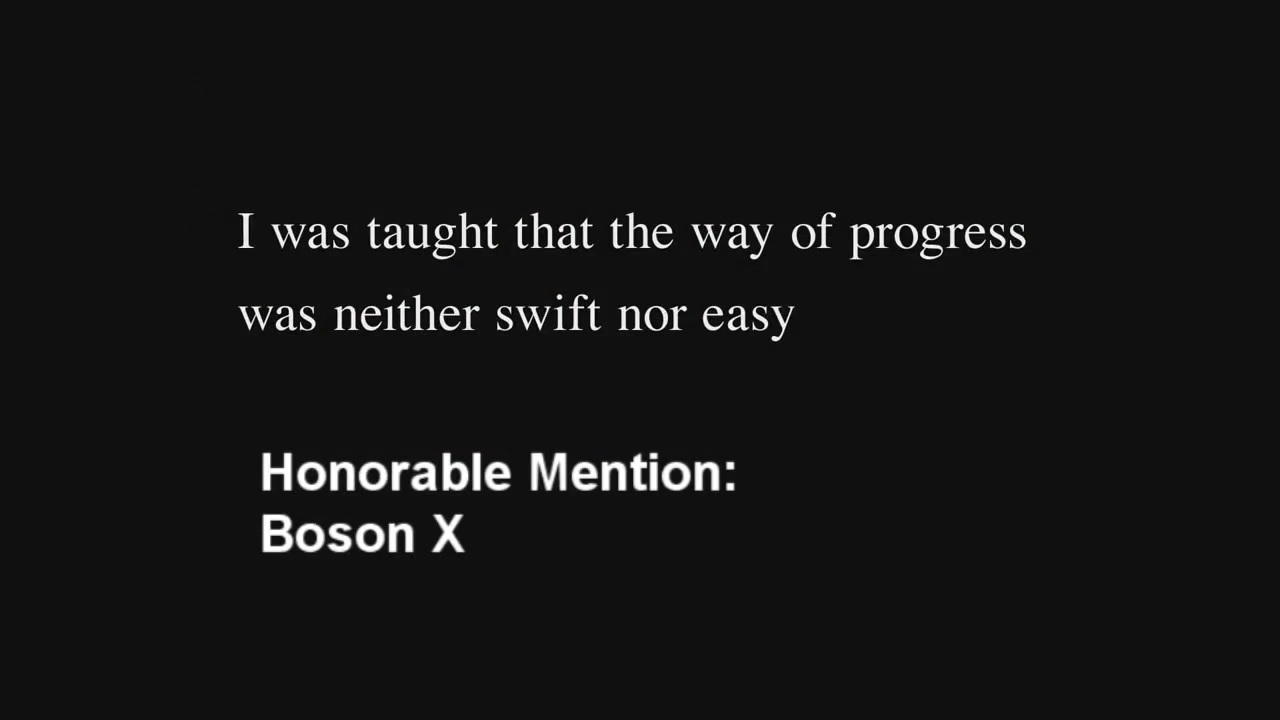 I was taught that the way of progress
was neither swift nor easy
Honorable Mention:
Boson X